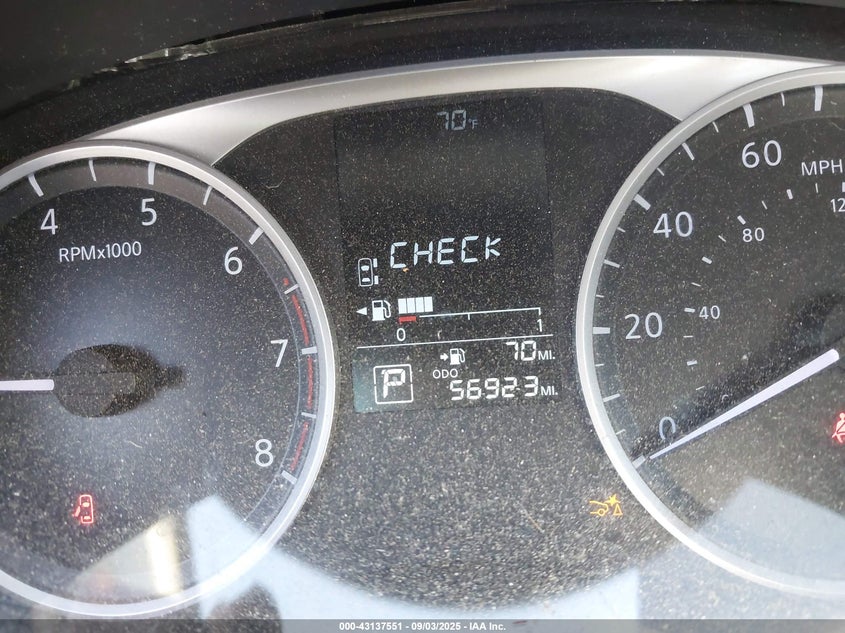 70°F
4 5 6 7 8
RPMx1000
CHECK
0 1
70 MI.
P
ODO 56923 MI.
0 20 40 60
MPH
40 80 12
000-43137551 - 09/03/2025 - IAA Inc.